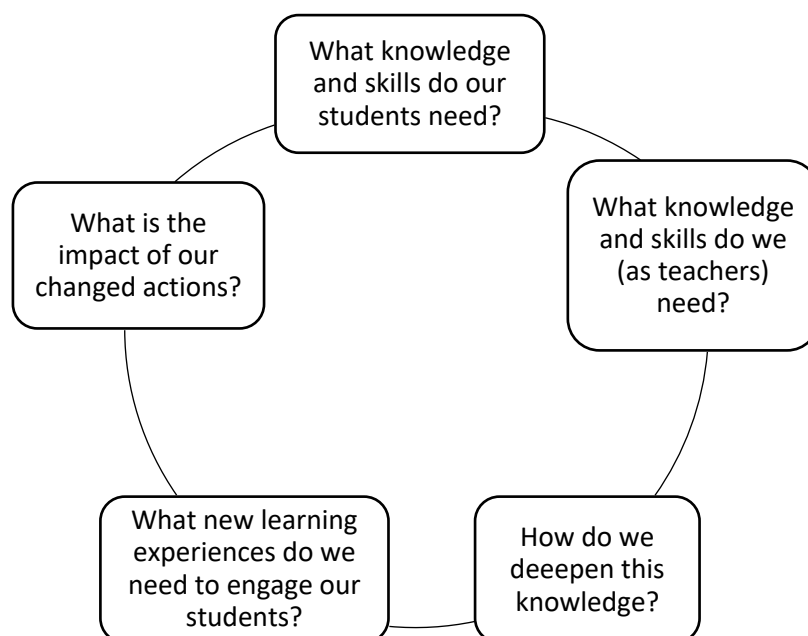 What knowledge
and skills do our
students need?
What knowledge
and skills do we
(as teachers)
need?
How do we
deeepen this
knowledge?
What new learning
experiences do we
need to engage our
students?
What is the
impact of our
changed actions?